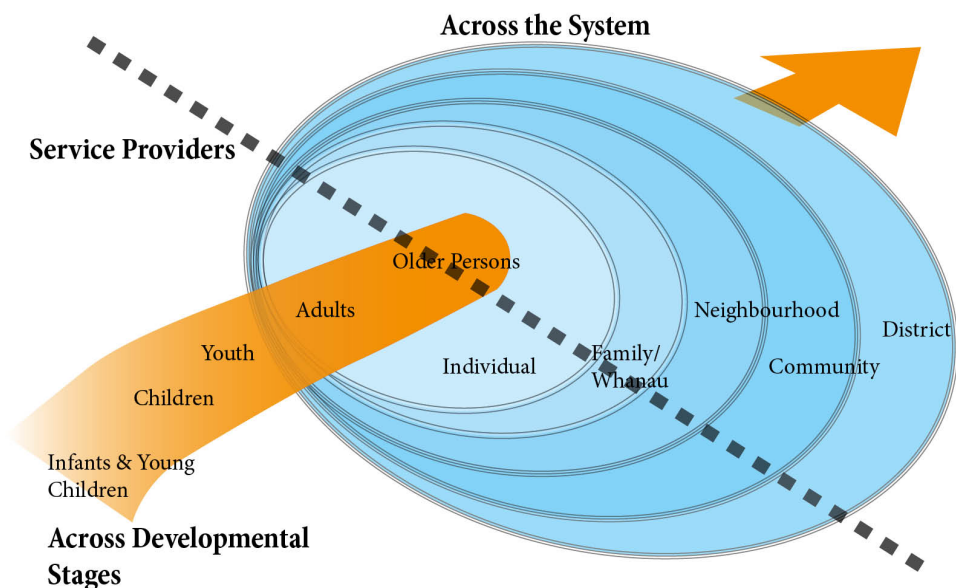 Across the System
Service Providers
Older Persons
Adults
Neighbourhood
District
Youth
Individual
Family/
Whanau
Community
Children
Infants & Young
Children
Across Developmental
Stages